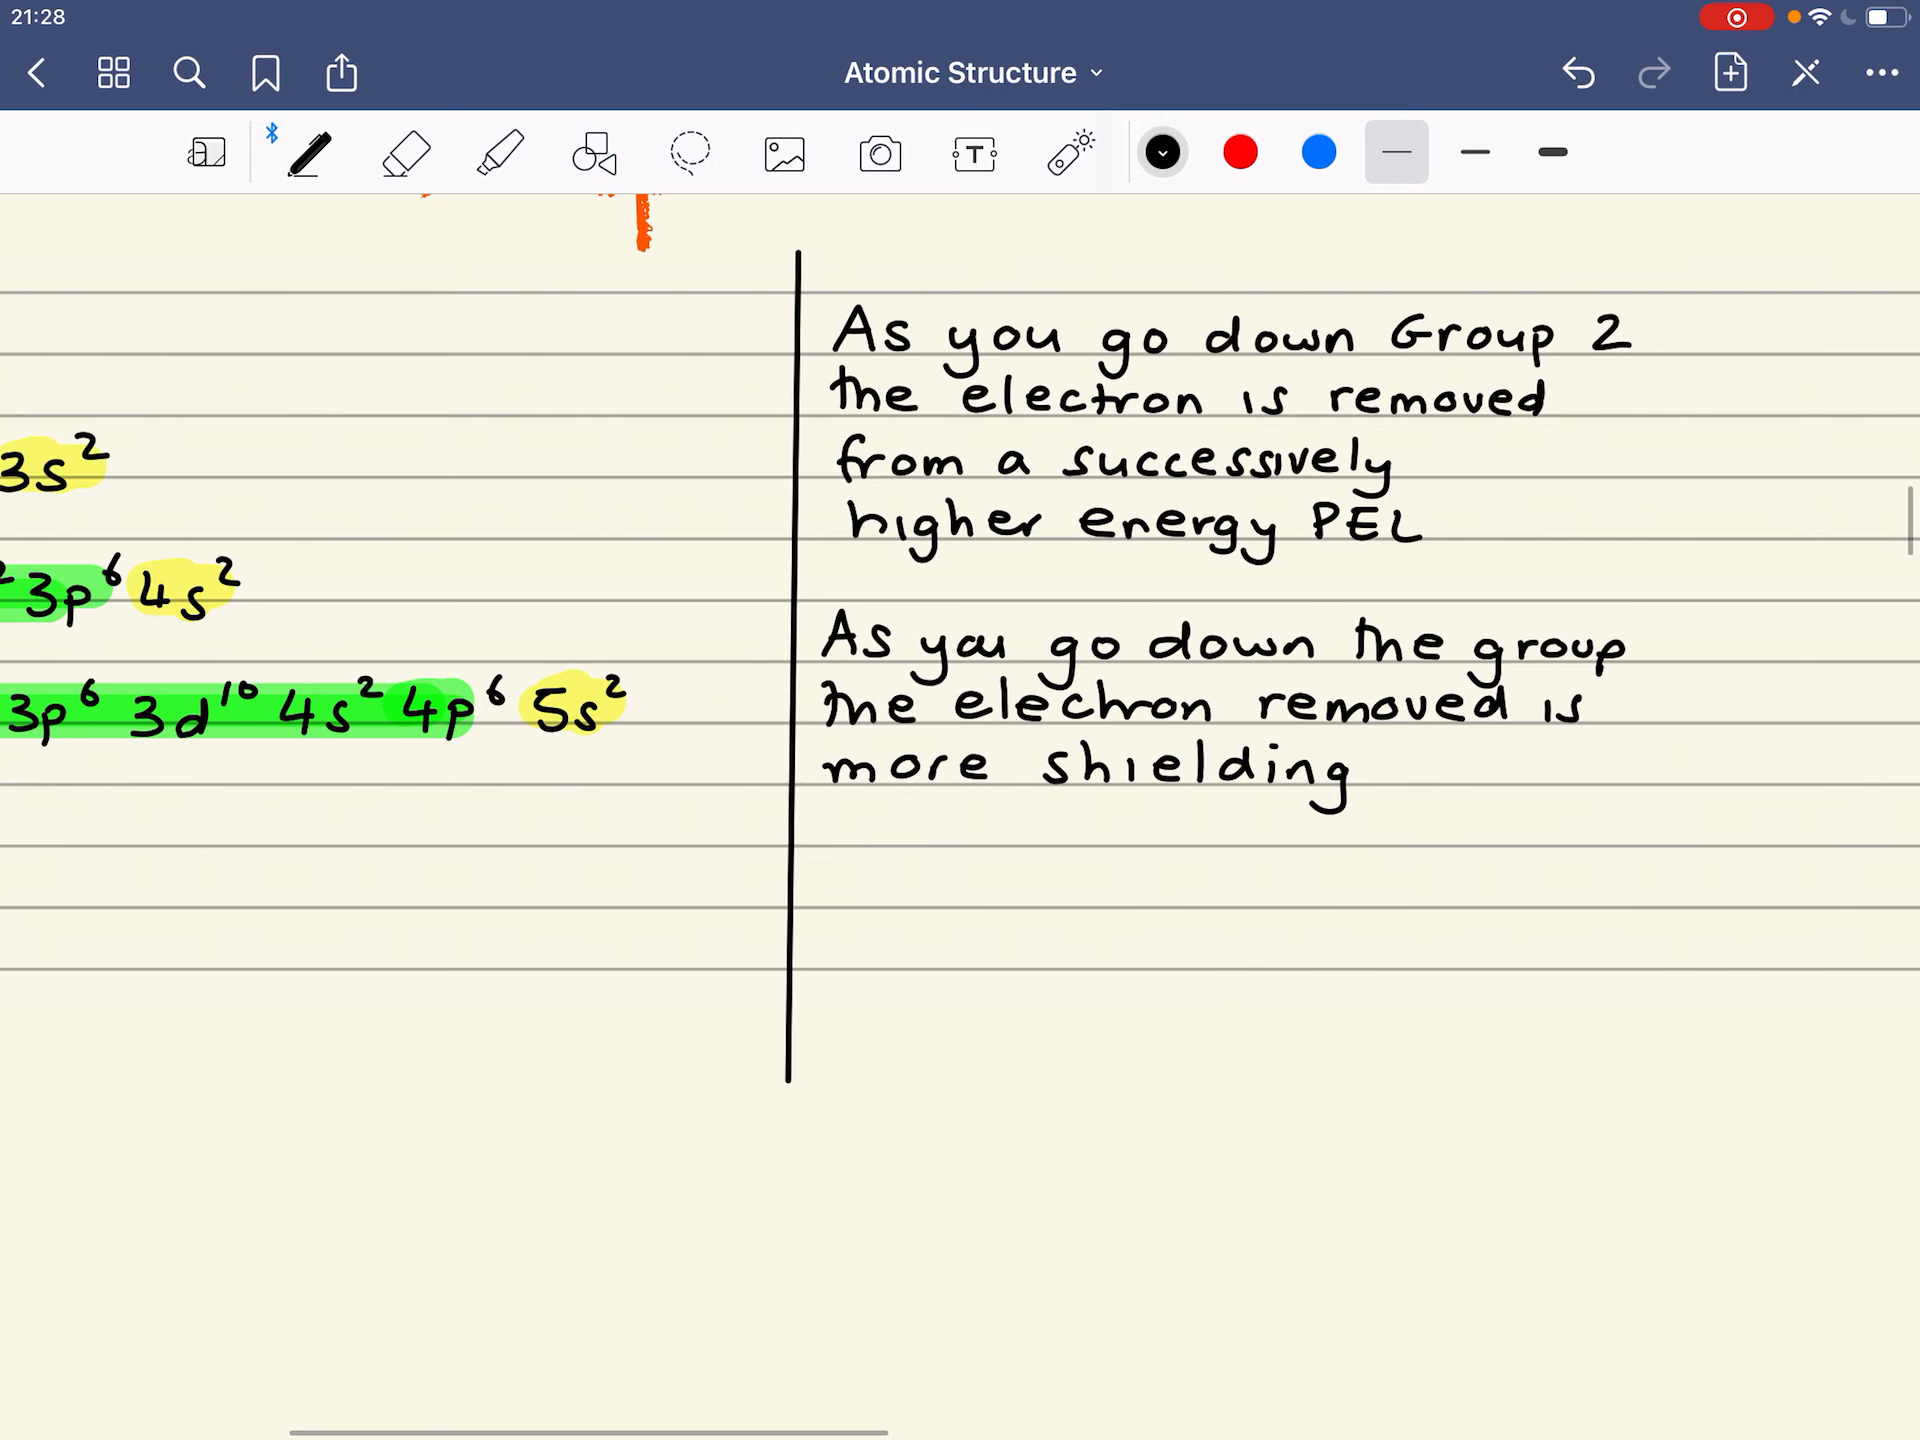 21:28
Atomic Structure
3s²
² 3p⁶ 4s²
3p⁶ 3d¹⁰ 4s² 4p⁶ 5s²
As you go down Group 2
the electron is removed
from a successively
higher energy PEL
As you go down the group
the electron removed is
more shielding